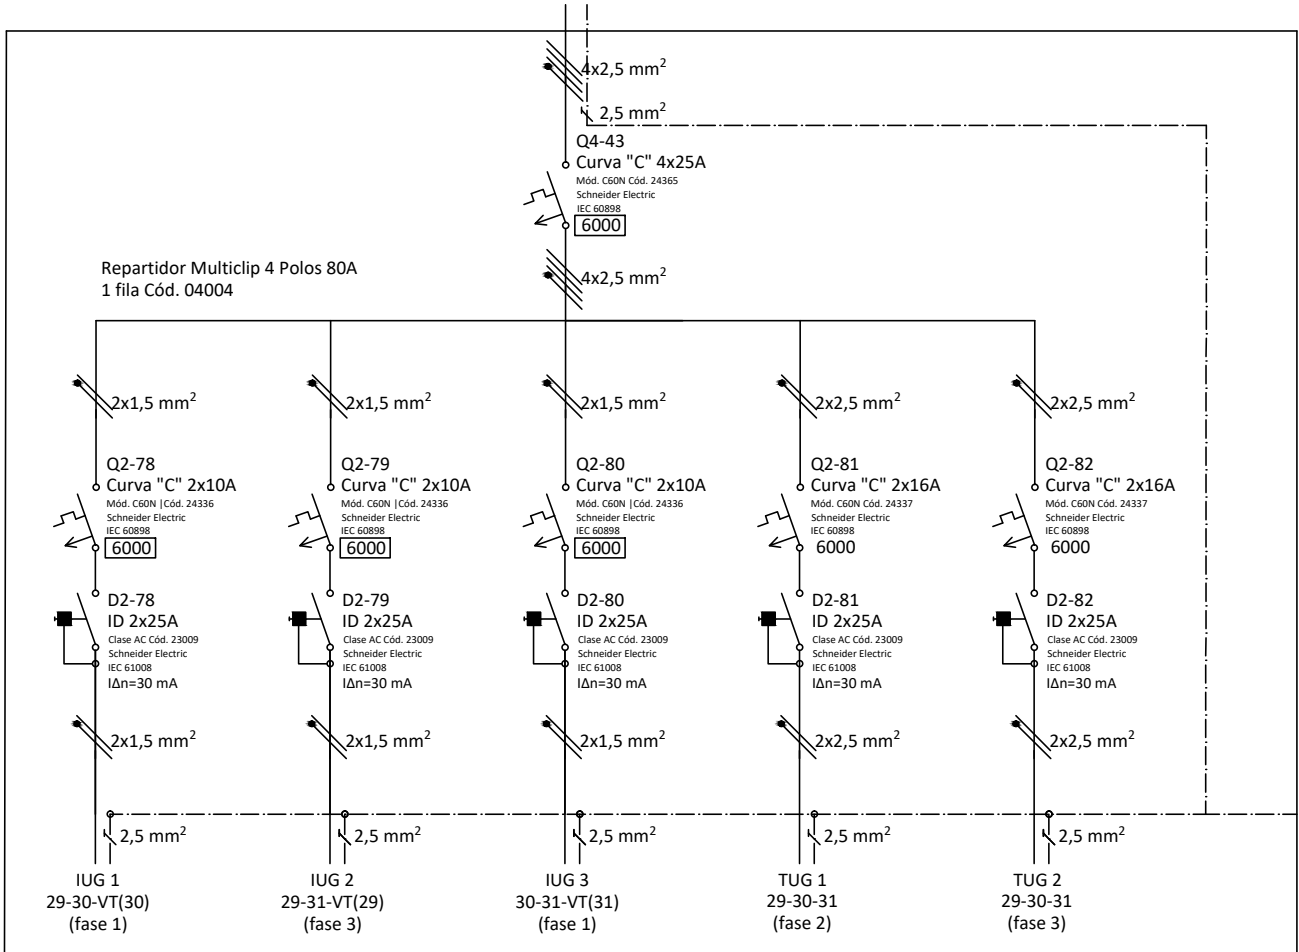 4x2,5 mm²
2,5 mm²
Q4-43
Curva "C" 4x25A
Mód. C60N Cód. 24365
Schneider Electric
IEC 60898
6000
Repartidor Multiclip 4 Polos 80A
1 fila Cód. 04004
4x2,5 mm²
2x1,5 mm²
2x1,5 mm²
2x1,5 mm²
2x2,5 mm²
2x2,5 mm²
Q2-78
Curva "C" 2x10A
Mód. C60N |Cód. 24336
Schneider Electric
IEC 60898
6000
Q2-79
Curva "C" 2x10A
Mód. C60N |Cód. 24336
Schneider Electric
IEC 60898
6000
Q2-80
Curva "C" 2x10A
Mód. C60N |Cód. 24336
Schneider Electric
IEC 60898
6000
Q2-81
Curva "C" 2x16A
Mód. C60N Cód. 24337
Schneider Electric
IEC 60898
6000
Q2-82
Curva "C" 2x16A
Mód. C60N Cód. 24337
Schneider Electric
IEC 60898
6000
D2-78
ID 2x25A
Clase AC Cód. 23009
Schneider Electric
IEC 61008
IΔn=30 mA
D2-79
ID 2x25A
Clase AC Cód. 23009
Schneider Electric
IEC 61008
IΔn=30 mA
D2-80
ID 2x25A
Clase AC Cód. 23009
Schneider Electric
IEC 61008
IΔn=30 mA
D2-81
ID 2x25A
Clase AC Cód. 23009
Schneider Electric
IEC 61008
IΔn=30 mA
D2-82
ID 2x25A
Clase AC Cód. 23009
Schneider Electric
IEC 61008
IΔn=30 mA
2x1,5 mm²
2x1,5 mm²
2x1,5 mm²
2x2,5 mm²
2x2,5 mm²
2,5 mm²
2,5 mm²
2,5 mm²
2,5 mm²
2,5 mm²
IUG 1
29-30-VT(30)
(fase 1)
IUG 2
29-31-VT(29)
(fase 3)
IUG 3
30-31-VT(31)
(fase 1)
TUG 1
29-30-31
(fase 2)
TUG 2
29-30-31
(fase 3)